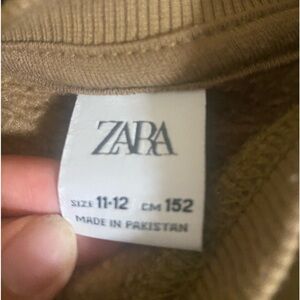 ZARA
SIZE 11-12 CM 152
MADE IN PAKISTAN